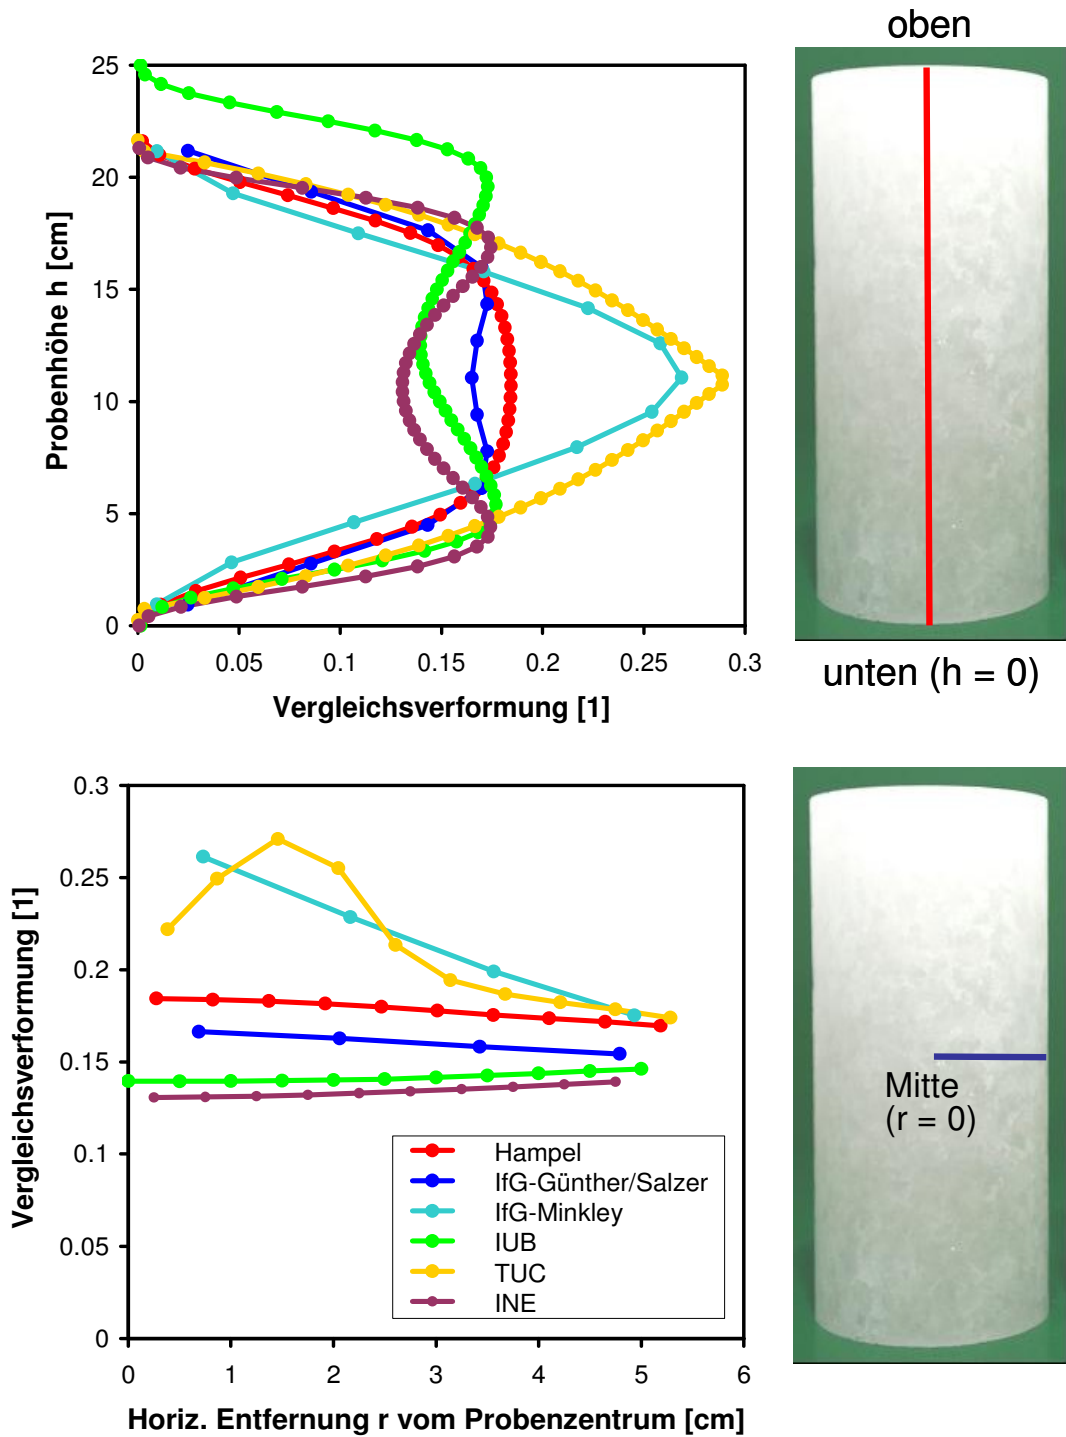 oben
25
20
15
10
5
0
Probenhöhe h [cm]
0 0.05 0.1 0.15 0.2 0.25 0.3
Vergleichsverformung [1]
unten (h = 0)
0.3
0.25
0.2
0.15
0.1
0.05
0
Vergleichsverformung [1]
Mitte
(r = 0)
Hampel
IfG-Günther/Salzer
IfG-Minkley
IUB
TUC
INE
0 1 2 3 4 5 6
Horiz. Entfernung r vom Probenzentrum [cm]